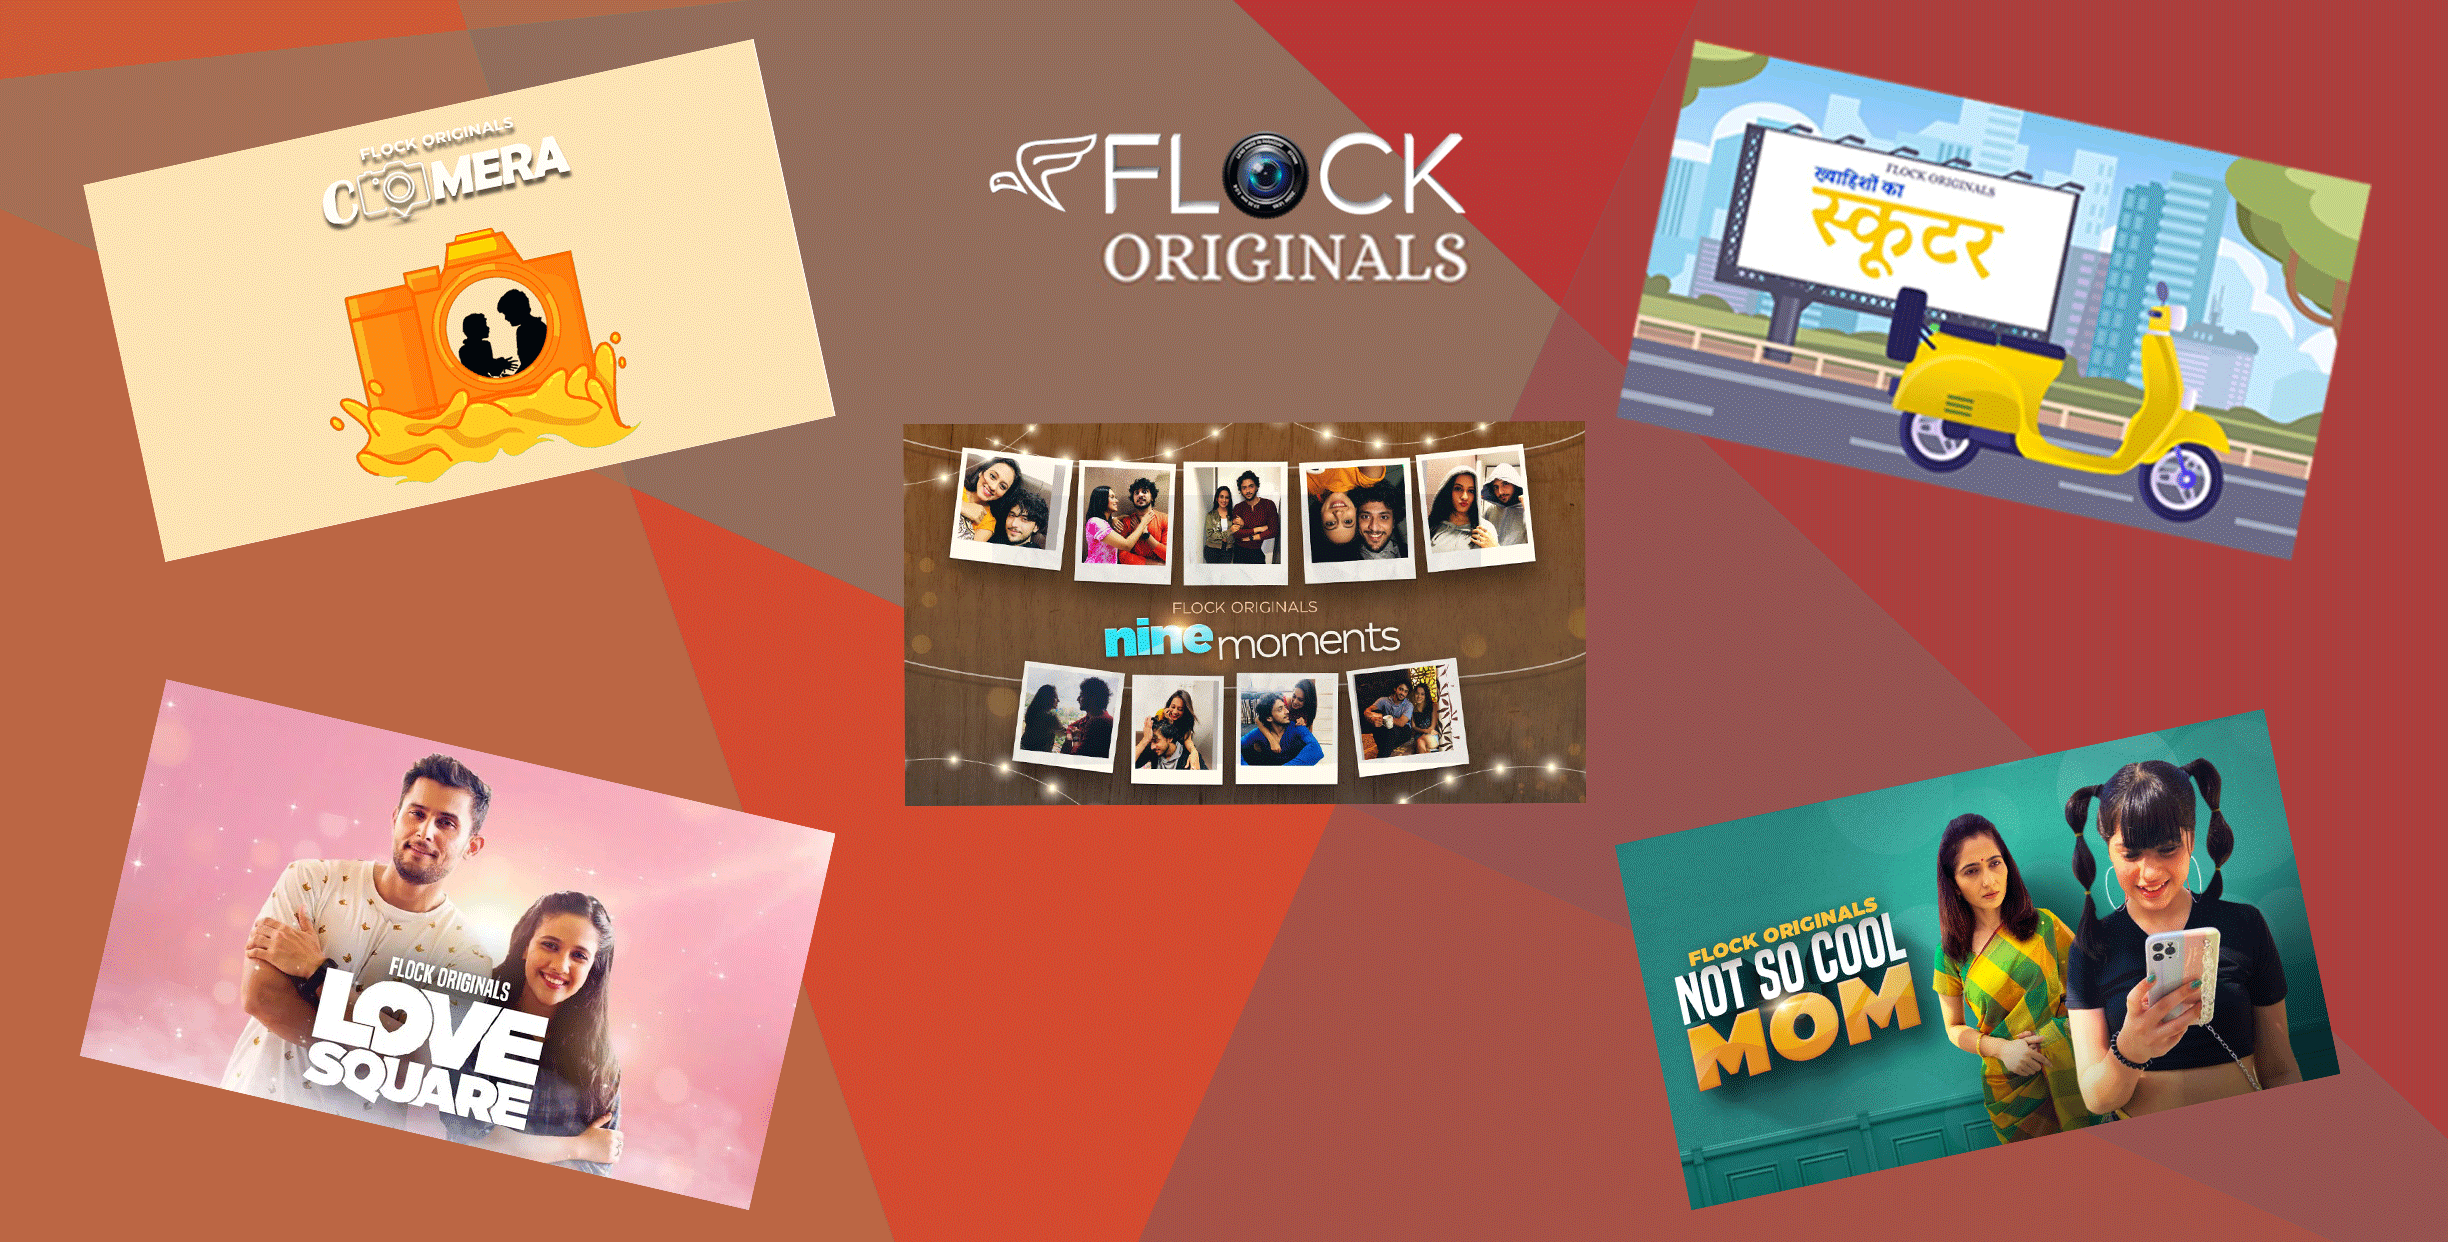 FLOCK ORIGINALS
CAMERA
FLOCK
ORIGINALS
FLOCK ORIGINALS
ख्वाहिशों का
स्कूटर
FLOCK ORIGINALS
nine moments
FLOCK ORIGINALS
LOVE
SQUARE
FLOCK ORIGINALS
NOT SO COOL
MOM